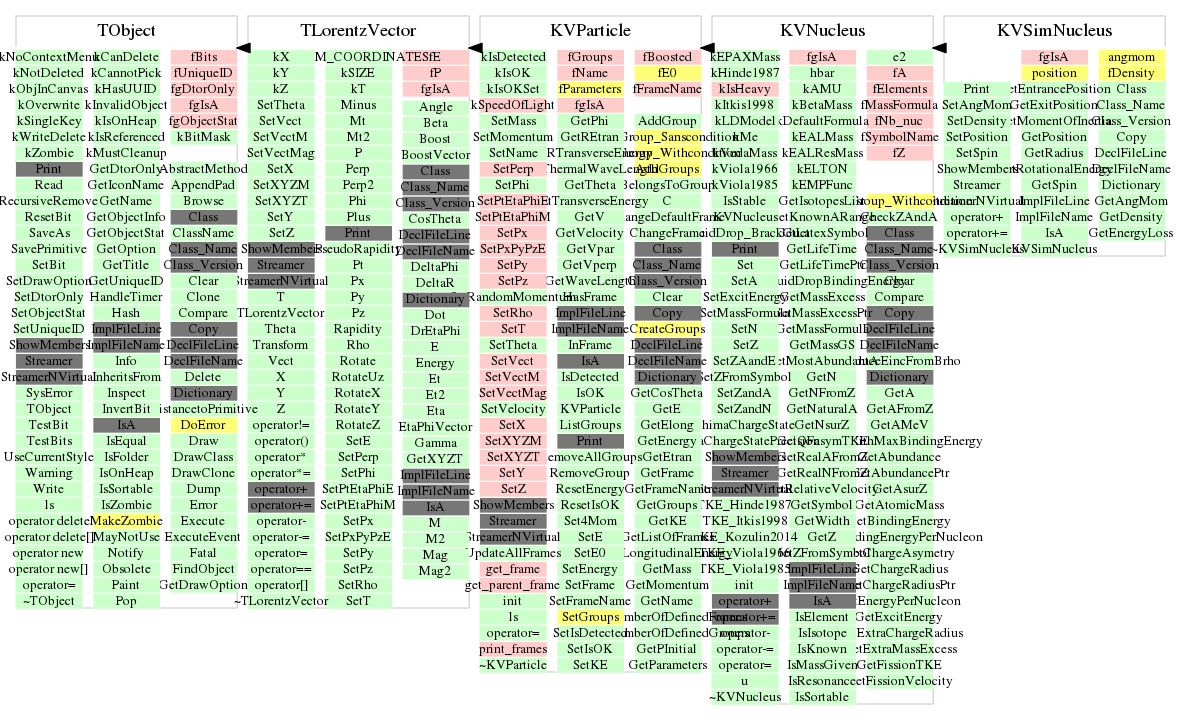 TObject
kNoContextMenu
kNotDeleted
kObjInCanvas
kOverwrite
kSingleKey
kWriteDelete
kZombie
Print
Read
RecursiveRemove
ResetBit
SaveAs
SavePrimitive
SetBit
SetDrawOption
SetDtorOnly
SetObjectStat
SetUniqueID
ShowMembers
Streamer
StreamerNVirtual
SysError
TObject
TestBit
TestBits
UseCurrentStyle
Warning
Write
ls
operator delete
operator delete[]
operator new
operator new[]
operator=
~TObject
kCanDelete
kCannotPick
kHasUUID
kInvalidObject
kIsOnHeap
kIsReferenced
kMustCleanup
GetDtorOnly
GetIconName
GetName
GetObjectInfo
GetObjectStat
GetOption
GetTitle
GetUniqueID
HandleTimer
Hash
ImplFileLine
ImplFileName
Info
InheritsFrom
Inspect
InvertBit
IsA
IsEqual
IsFolder
IsOnHeap
IsSortable
IsZombie
MakeZombie
MayNotUse
Notify
Obsolete
Paint
Pop
fBits
fUniqueID
fgDtorOnly
fgIsA
fgObjectStat
kBitMask
AbstractMethod
AppendPad
Browse
Class
ClassName
Class_Name
Class_Version
Clear
Clone
Compare
Copy
DeclFileLine
DeclFileName
Delete
Dictionary
istancetoPrimitive
DoError
Draw
DrawClass
DrawClone
Dump
Error
Execute
ExecuteEvent
Fatal
FindObject
GetDrawOption
TLorentzVector
kX
kY
kZ
SetTheta
SetVect
SetVectM
SetVectMag
SetX
SetXYZM
SetXYZT
SetY
SetZ
ShowMembers
Streamer
StreamerNVirtual
T
TLorentzVector
Theta
Transform
Vect
X
Y
Z
operator!=
operator()
operator*
operator*=
operator+
operator+=
operator-
operator-=
operator=
operator==
operator[]
~TLorentzVector
M_COORDINATES
kSIZE
kT
Minus
Mt
Mt2
P
Perp
Perp2
Phi
Plus
Print
PseudoRapidity
Pt
Px
Py
Pz
Rapidity
Rho
Rotate
RotateUz
RotateX
RotateY
RotateZ
SetE
SetPerp
SetPhi
SetPtEtaPhiE
SetPtEtaPhiM
SetPx
SetPxPyPzE
SetPy
SetPz
SetRho
SetT
fE
fP
fgIsA
Angle
Beta
Boost
BoostVector
Class
Class_Name
Class_Version
CosTheta
DeclFileLine
DeclFileName
DeltaPhi
DeltaR
Dictionary
Dot
DrEtaPhi
E
Energy
Et
Et2
Eta
EtaPhiVector
Gamma
GetXYZT
ImplFileLine
ImplFileName
IsA
M
M2
Mag
Mag2
KVParticle
kIsDetected
kIsOK
kIsOKSet
kSpeedOfLight
SetMass
SetMomentum
SetName
SetPerp
SetPhi
SetPtEtaPhiE
SetPtEtaPhiM
SetPx
SetPxPyPzE
SetPy
SetPz
RandomMomentum
SetRho
SetT
SetTheta
SetVect
SetVectM
SetVectMag
SetVelocity
SetX
SetXYZM
SetXYZT
SetY
SetZ
ShowMembers
Streamer
StreamerNVirtual
UpdateAllFrames
get_frame
get_parent_frame
init
ls
operator=
print_frames
~KVParticle
fGroups
fName
fParameters
fgIsA
GetPhi
GetREtran
RTransverseEnergy
ThermalWaveLength
GetTheta
TransverseEnergy
GetV
GetVelocity
GetVpar
GetVperp
GetWaveLength
HasFrame
ImplFileLine
ImplFileName
InFrame
IsA
IsDetected
IsOK
KVParticle
ListGroups
Print
RemoveAllGroups
RemoveGroup
ResetEnergy
ResetIsOK
Set4Mom
SetE
SetE0
SetEnergy
SetFrame
SetFrameName
SetGroups
SetIsDetected
SetIsOK
SetKE
fBoosted
fE0
fFrameName
AddGroup
Group_Sanscondition
Group_Withcondition
AddGroups
BelongsToGroup
C
ChangeDefaultFrame
ChangeFrame
Class
Class_Name
Class_Version
Clear
Copy
CreateGroups
DeclFileLine
DeclFileName
Dictionary
GetCosTheta
GetE
GetElong
GetEnergy
GetEtran
GetFrame
GetFrameName
GetGroups
GetKE
GetListOfFrames
LongitudinalEnergy
GetMass
GetMomentum
GetName
mberOfDefinedFrames
mberOfDefinedGroups
GetPInitial
GetParameters
KVNucleus
kEPAXMass
kHinde1987
kIsHeavy
kItkis1998
kLDModel
kMe
kVedaMass
kViola1966
kViola1985
IsStable
KVNucleus
Print
Set
SetA
SetExcitEnergy
SetMassFormula
SetN
SetZ
SetZAandE
SetZFromSymbol
SetZandA
SetZandN
ShowMembers
Streamer
StreamerNVirtual
TKE_Hinde1987
TKE_Itkis1998
TKE_Kozulin2014
TKE_Viola1966
TKE_Viola1985
init
operator+
operator+=
operator-
operator-=
operator=
u
~KVNucleus
fgIsA
hbar
kAMU
kBetaMass
kDefaultFormula
kEALMass
kEALResMass
kELTON
kEMPFunc
GetIsotopesList
GetKnownARange
GetLatexSymbol
GetLifeTime
GetLifeTimePtr
LiquidDropBindingEnergy
GetMassExcess
GetMassExcessPtr
GetMassFormula
GetMassGS
GetMostAbundantA
GetN
GetNFromZ
GetNaturalA
GetNsurZ
GetRealAFromZ
GetRealNFromZ
GetRelativeVelocity
GetSymbol
GetWidth
GetZ
GetZFromSymbol
ImplFileLine
ImplFileName
IsA
IsElement
IsIsotope
IsKnown
IsMassGiven
IsResonance
IsSortable
e2
fA
fElements
fMassFormula
fNb_nuc
fSymbolName
fZ
Group_Withcondition
CheckZAndA
Class
Class_Name
Class_Version
Clear
Compare
Copy
DeclFileLine
DeclFileName
Dictionary
GetA
GetAFromZ
GetAMeV
GetAbundance
GetAbundancePtr
GetAsurZ
GetAtomicMass
GetBindingEnergy
GetChargeAsymetry
GetChargeRadius
GetChargeRadiusPtr
EnergyPerNucleon
GetExcitEnergy
ExtraChargeRadius
GetExtraMassExcess
GetFissionTKE
GetFissionVelocity
KVSimNucleus
Print
SetAngMom
SetDensity
SetPosition
SetSpin
ShowMembers
Streamer
StreamerNVirtual
operator+
operator+=
~KVSimNucleus
fgIsA
position
GetEntrancePosition
GetExitPosition
GetMomentOfInertia
GetPosition
GetRadius
GetRotationalEnergy
GetSpin
ImplFileLine
ImplFileName
IsA
KVSimNucleus
angmom
fDensity
Class
Class_Name
Class_Version
Copy
DeclFileLine
DeclFileName
Dictionary
GetAngMom
GetDensity
GetEnergyLoss